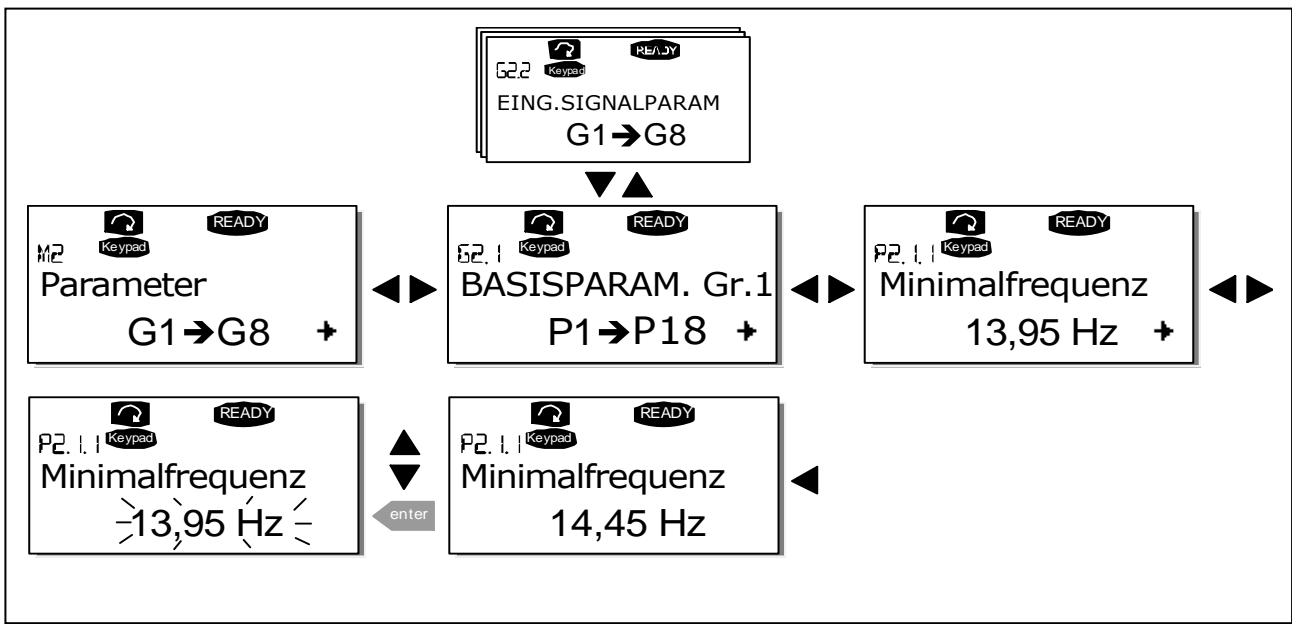 READY
G2.2 Keypad
EING.SIGNALPARAM
G1➔G8
READY
M2 Keypad
Parameter
G1➔G8
READY
G2.1 Keypad
BASISPARAM. Gr.1
P1➔P18
READY
P2.1.1 Keypad
Minimalfrequenz
13,95 Hz
READY
P2.1.1 Keypad
Minimalfrequenz
13,95 Hz
enter
READY
P2.1.1 Keypad
Minimalfrequenz
14,45 Hz